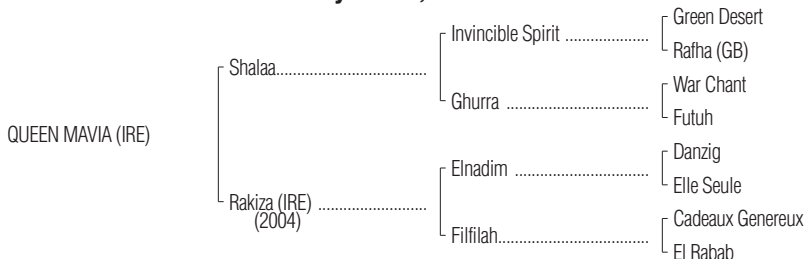 Green Desert
Invincible Spirit ....................
Rafha (GB)
Shalaa....................................
War Chant
Ghurra ..................................
Futuh
QUEEN MAVIA (IRE)
Danzig
Elnadim ..................................
Elle Seule
Rakiza (IRE) .........................
(2004)
Cadeaux Genereux
Filfilah....................................
El Rabab